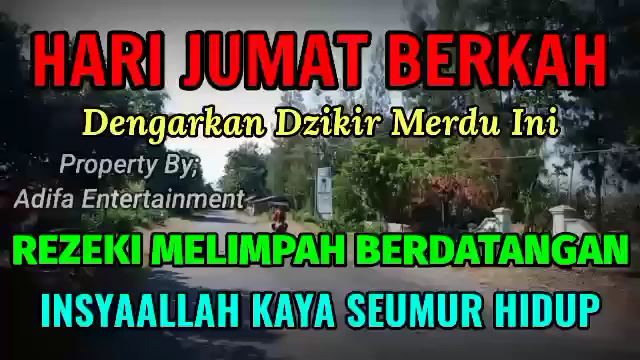 HARI JUMAT BERKAH
Dengarkan Dzikir Merdu Ini
Property By;
Adifa Entertainment
REZEKI MELIMPAH BERDATANGAN
INSYAALLAH KAYA SEUMUR HIDUP